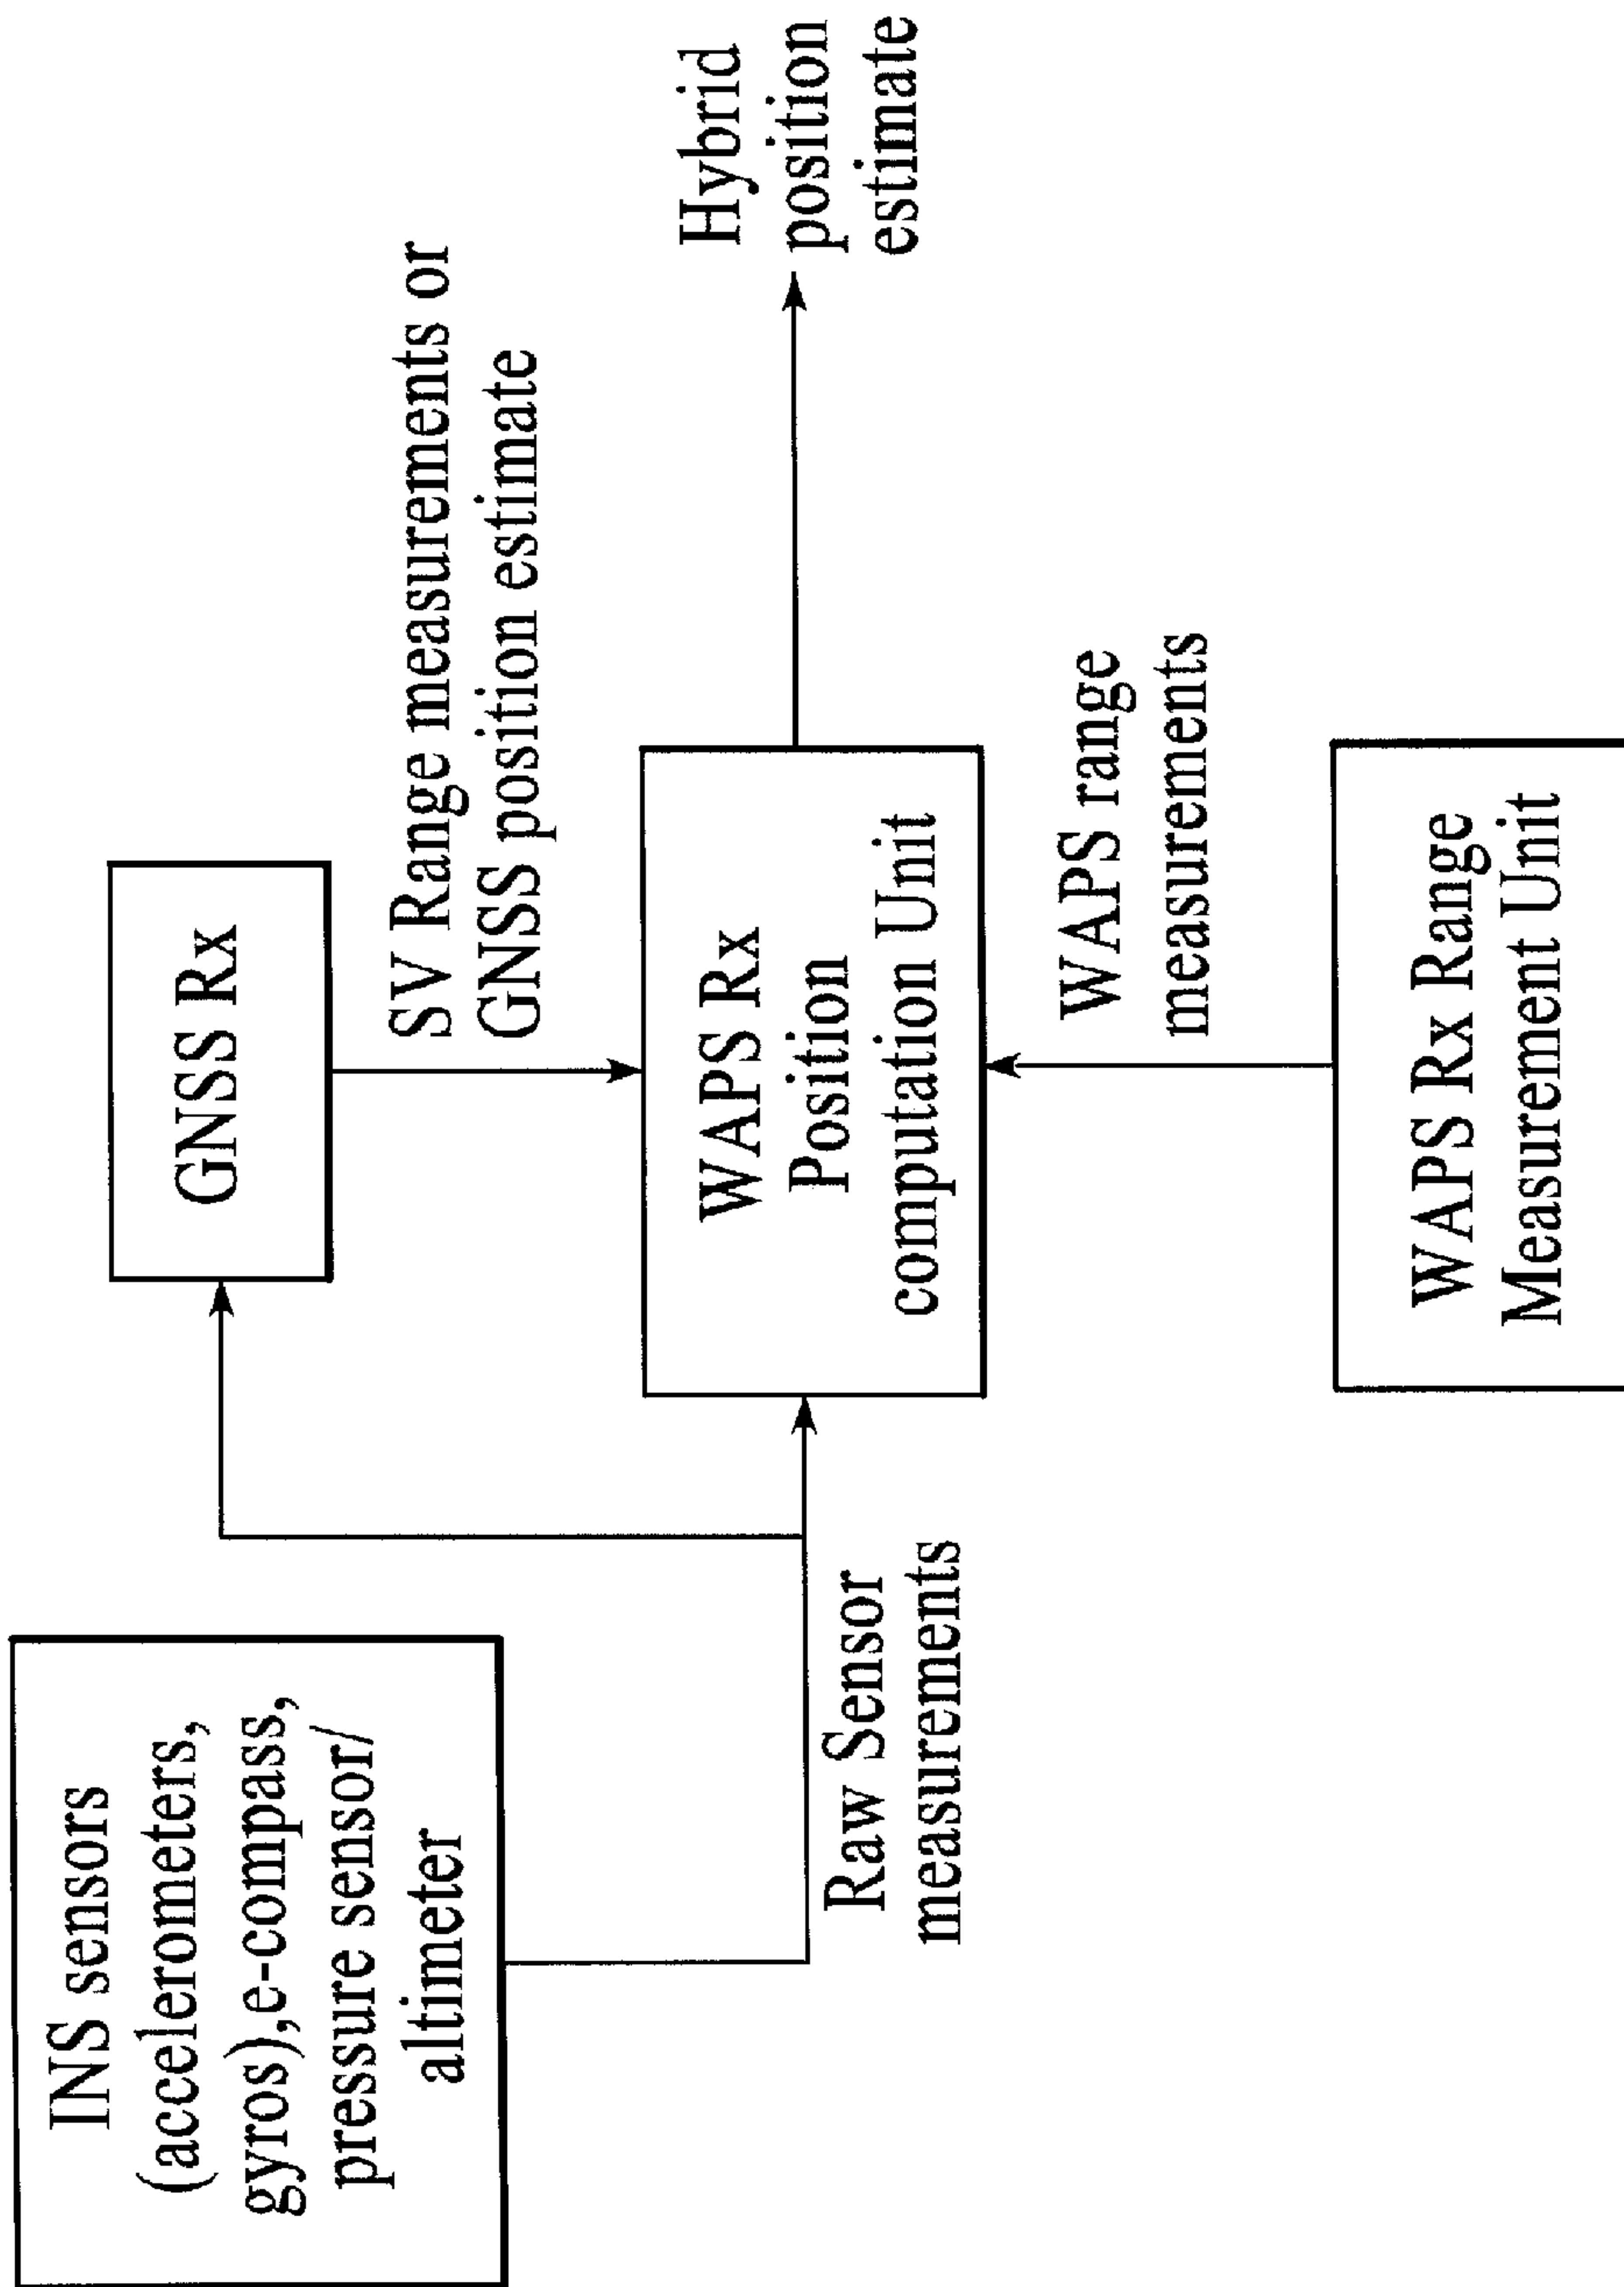 INS sensors
(accelerometers,
gyros),e-compass,
pressure sensor/
altimeter
Raw Sensor
measurements
GNSS Rx
SV Range measurements or
GNSS position estimate
WAPS Rx
Position
computation Unit
WAPS range
measurements
WAPS Rx Range
Measurement Unit
Hybrid
position
estimate